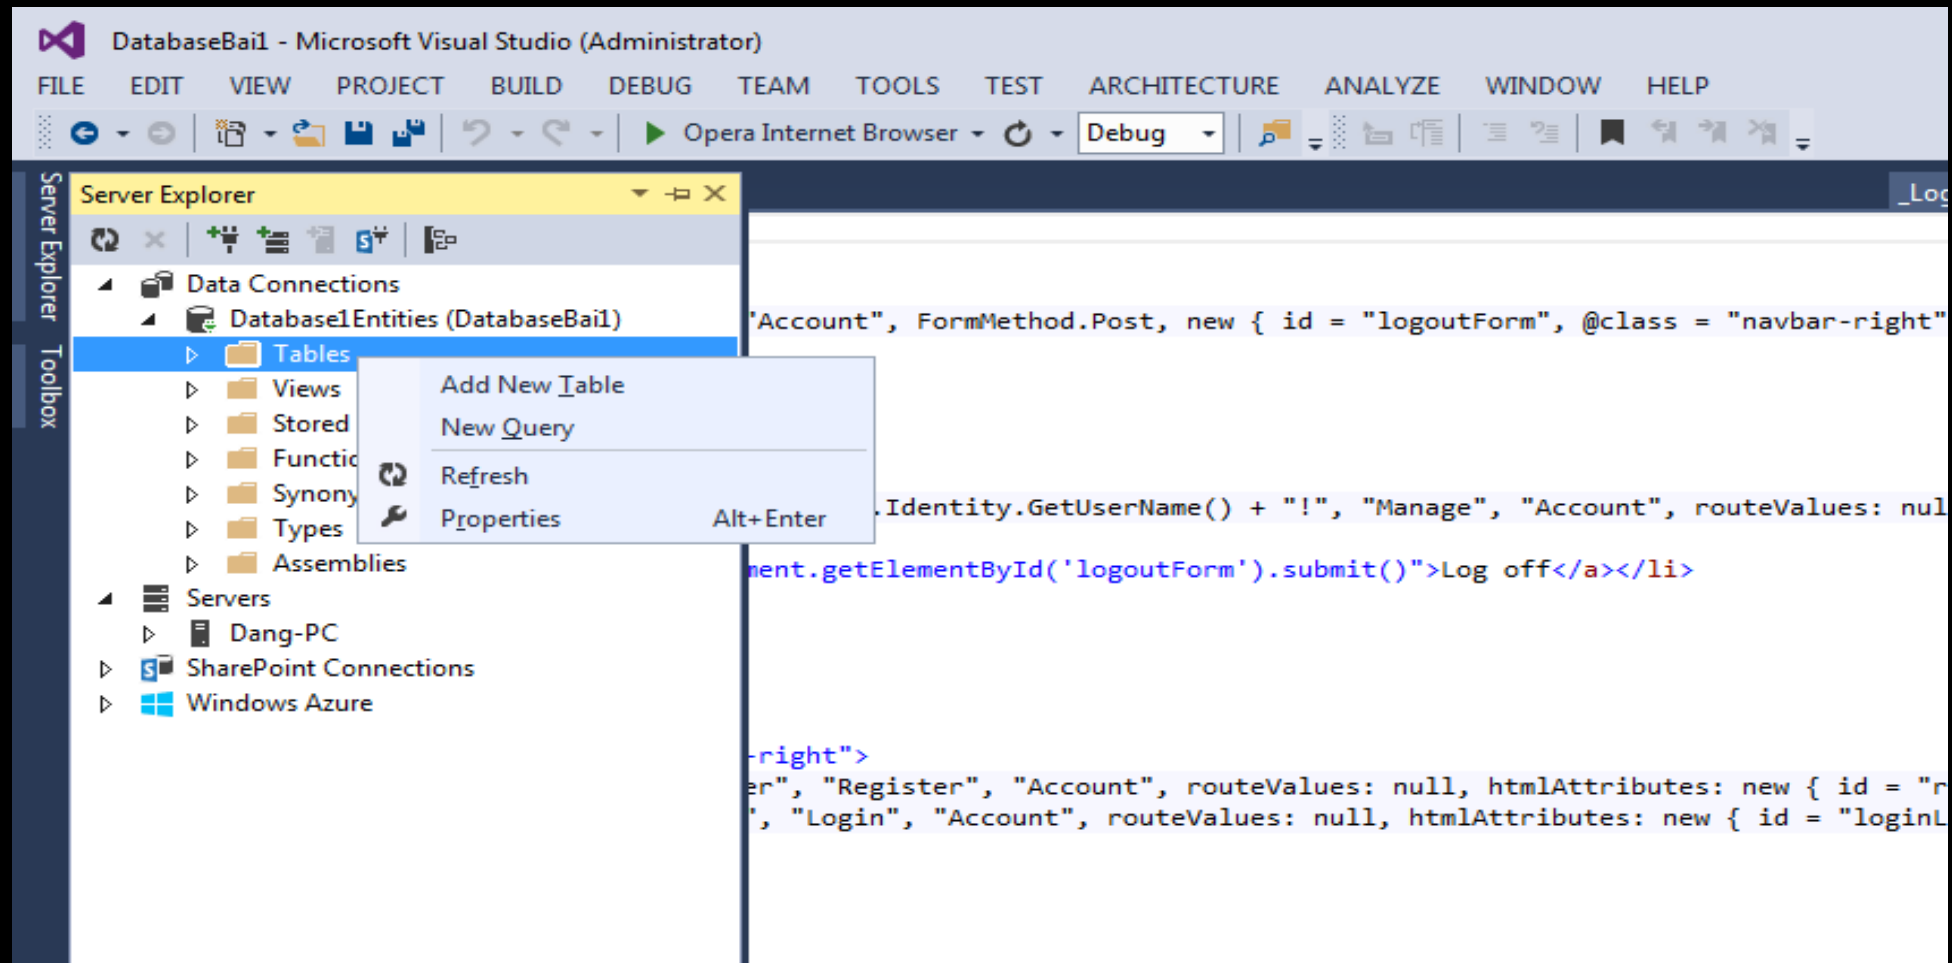 DatabaseBai1 - Microsoft Visual Studio (Administrator)
FILE EDIT VIEW PROJECT BUILD DEBUG TEAM TOOLS TEST ARCHITECTURE ANALYZE WINDOW HELP
Opera Internet Browser Debug
Server Explorer
Toolbox
Server Explorer
Data Connections
Database1Entities (DatabaseBai1)
Tables
Views
Stored
Functic
Synony
Types
Assemblies
Servers
Dang-PC
SharePoint Connections
Windows Azure
Add New Table
New Query
Refresh
Properties Alt+Enter
_Log
"Account", FormMethod.Post, new { id = "logoutForm", @class = "navbar-right"
.Identity.GetUserName() + "!", "Manage", "Account", routeValues: nul
ment.getElementById('logoutForm').submit()">Log off</a></li>
-right">
er", "Register", "Account", routeValues: null, htmlAttributes: new { id = "r
", "Login", "Account", routeValues: null, htmlAttributes: new { id = "loginL